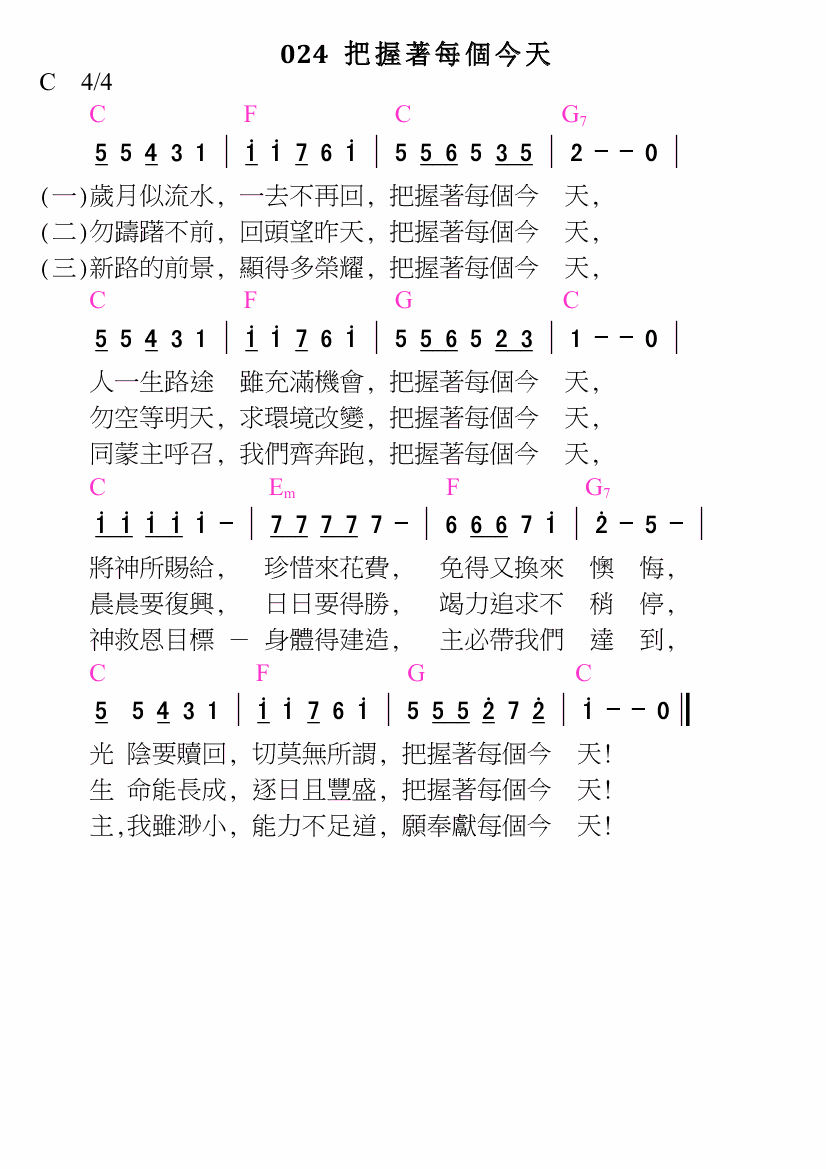 024 把握著每個今天
C 4/4
C F C G7
5 5 4 3 1 | i i 7 6 i | 5 5 6 5 3 5 | 2 － － 0 |
(一)歲月似流水, 一去不再回, 把握著每個今 天,
(二)勿躊躇不前, 回頭望昨天, 把握著每個今 天,
(三)新路的前景, 顯得多榮耀, 把握著每個今 天,
C F G C
5 5 4 3 1 | i i 7 6 i | 5 5 6 5 2 3 | 1 － － 0 |
人一生路途 雖充滿機會, 把握著每個今 天,
勿空等明天, 求環境改變, 把握著每個今 天,
同蒙主呼召, 我們齊奔跑, 把握著每個今 天,
C Em F G7
i i i i i － | 7 7 7 7 7 － | 6 6 6 7 i | 2̇ － 5 － |
將神所賜給, 珍惜來花費, 免得又換來 懊 悔,
晨晨要復興, 日日要得勝, 竭力追求不 稍 停,
神救恩目標 － 身體得建造, 主必帶我們 達 到,
C F G C
5 5 4 3 1 | i i 7 6 i | 5 5 5 2̇ 7 2̇ | i － － 0 ‖
光 陰要贖回, 切莫無所謂, 把握著每個今 天!
生 命能長成, 逐日且豐盛, 把握著每個今 天!
主,我雖渺小, 能力不足道, 願奉獻每個今 天!